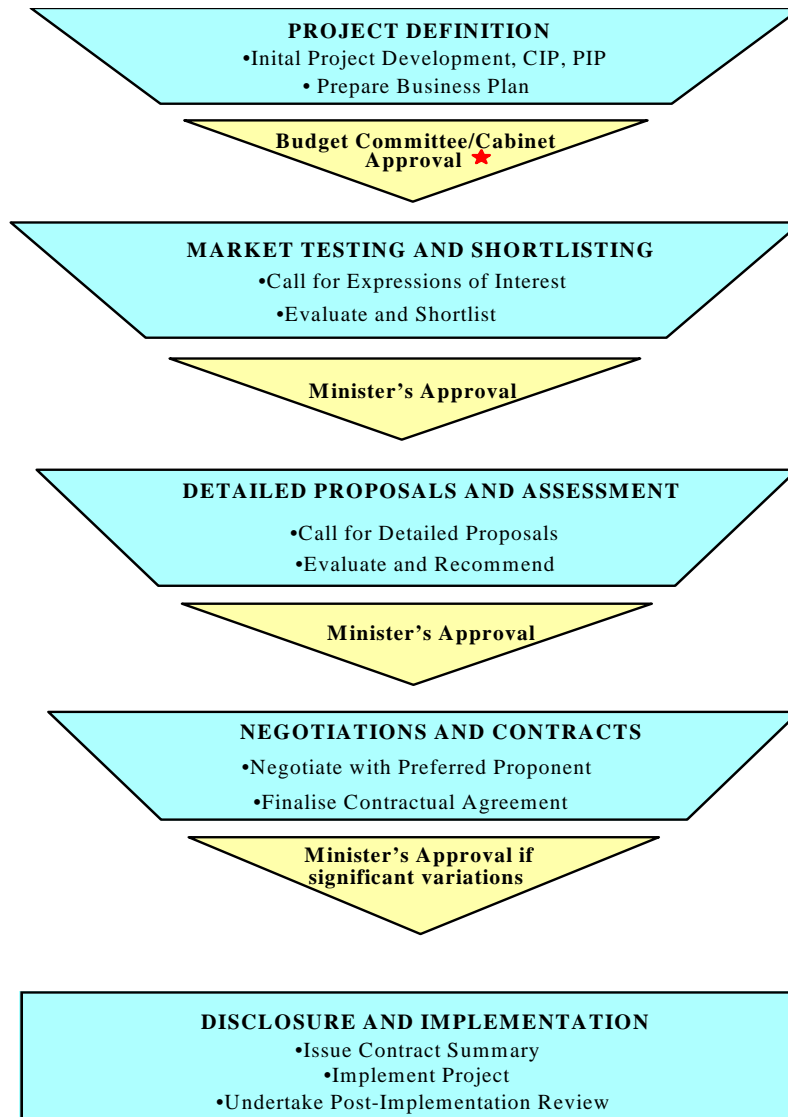 PROJECT DEFINITION
•Inital Project Development, CIP, PIP
• Prepare Business Plan
Budget Committee/Cabinet
Approval
MARKET TESTING AND SHORTLISTING
•Call for Expressions of Interest
•Evaluate and Shortlist
Minister’s Approval
DETAILED PROPOSALS AND ASSESSMENT
•Call for Detailed Proposals
•Evaluate and Recommend
Minister’s Approval
NEGOTIATIONS AND CONTRACTS
•Negotiate with Preferred Proponent
•Finalise Contractual Agreement
Minister’s Approval if
significant variations
DISCLOSURE AND IMPLEMENTATION
•Issue Contract Summary
•Implement Project
•Undertake Post-Implementation Review